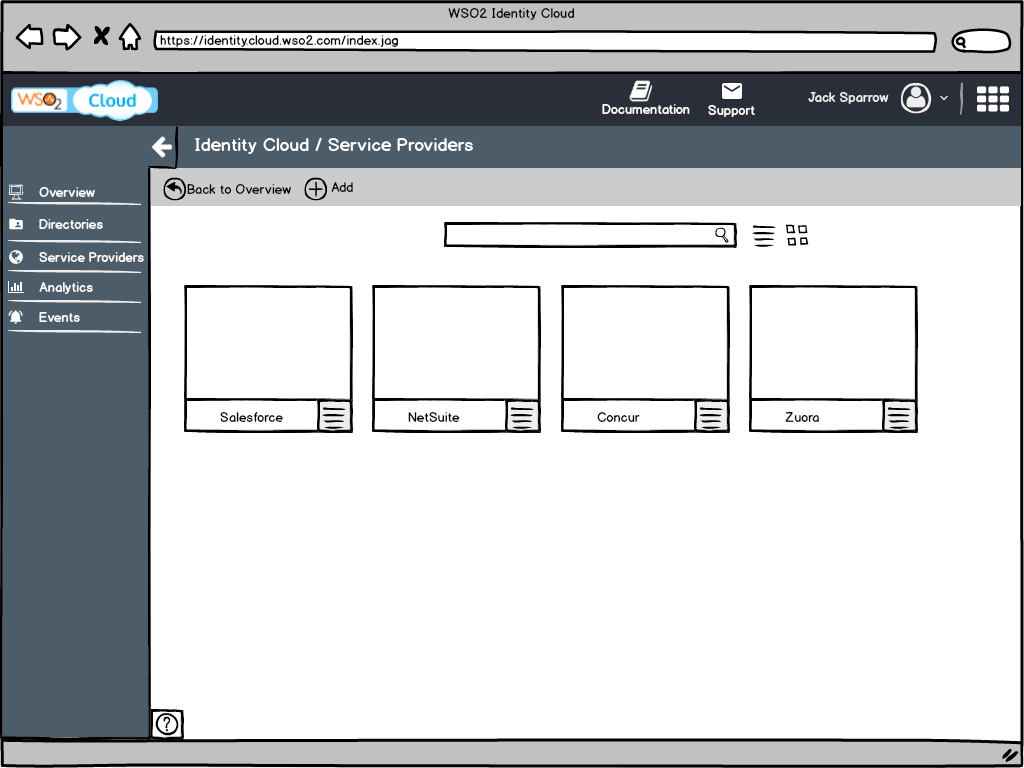 WSO2 Identity Cloud
https://identity.cloud.wso2.com/index.jag
WSO2 Cloud
Documentation
Support
Jack Sparrow
Identity Cloud / Service Providers
Back to Overview
Add
Overview
Directories
Service Providers
Analytics
Events
Salesforce
NetSuite
Concur
Zuora
?